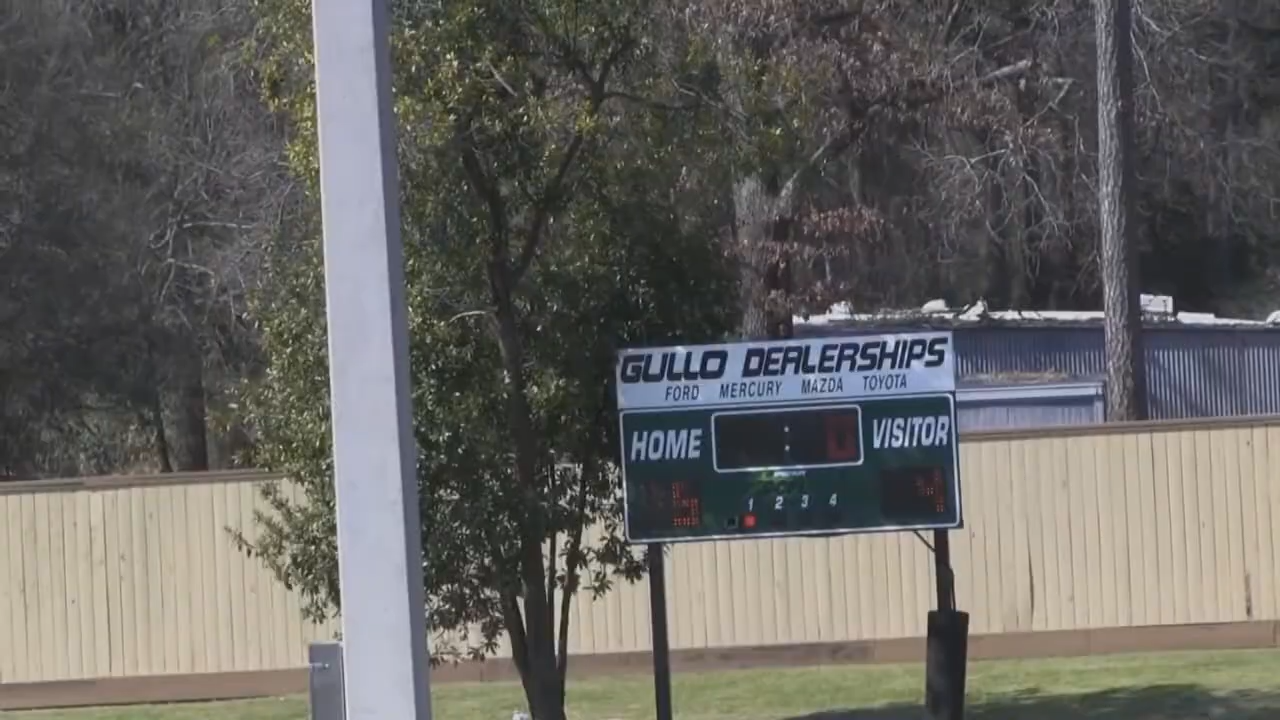 GULLO DEALERSHIPS
FORD MERCURY MAZDA TOYOTA
HOME
VISITOR
1 2 3 4